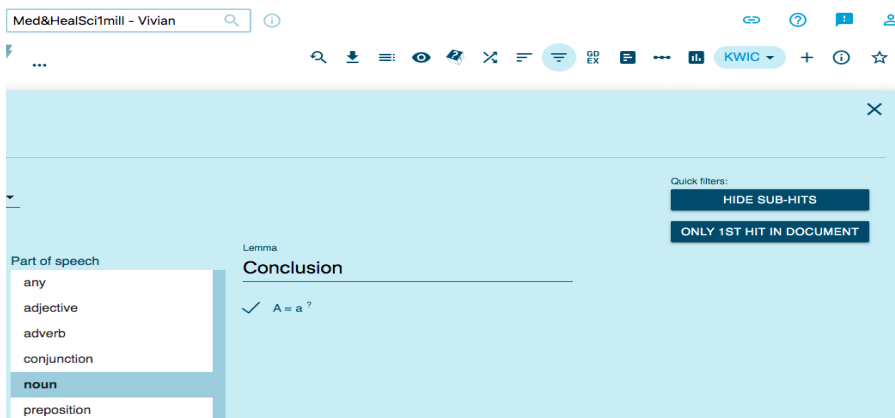 Med&HealSci1mill - Vivian
...
GD
EX
KWIC
Quick filters:
HIDE SUB-HITS
ONLY 1ST HIT IN DOCUMENT
Lemma
Part of speech
Conclusion
any
adjective
A = a ?
adverb
conjunction
noun
preposition